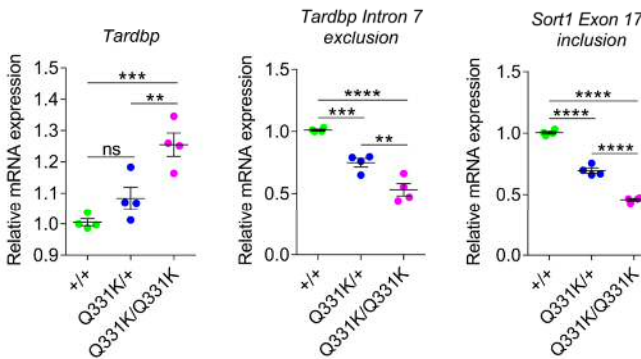 Tardbp
Relative mRNA expression
1.5
1.4
1.3
1.2
1.1
1.0
0.9
***
**
ns
+/+
Q331K/+
Q331K/Q331K
Tardbp Intron 7
exclusion
Relative mRNA expression
1.5
1.0
0.5
0.0
****
***
**
+/+
Q331K/+
Q331K/Q331K
Sort1 Exon 17
inclusion
Relative mRNA expression
1.5
1.0
0.5
0.0
****
****
****
+/+
Q331K/+
Q331K/Q331K